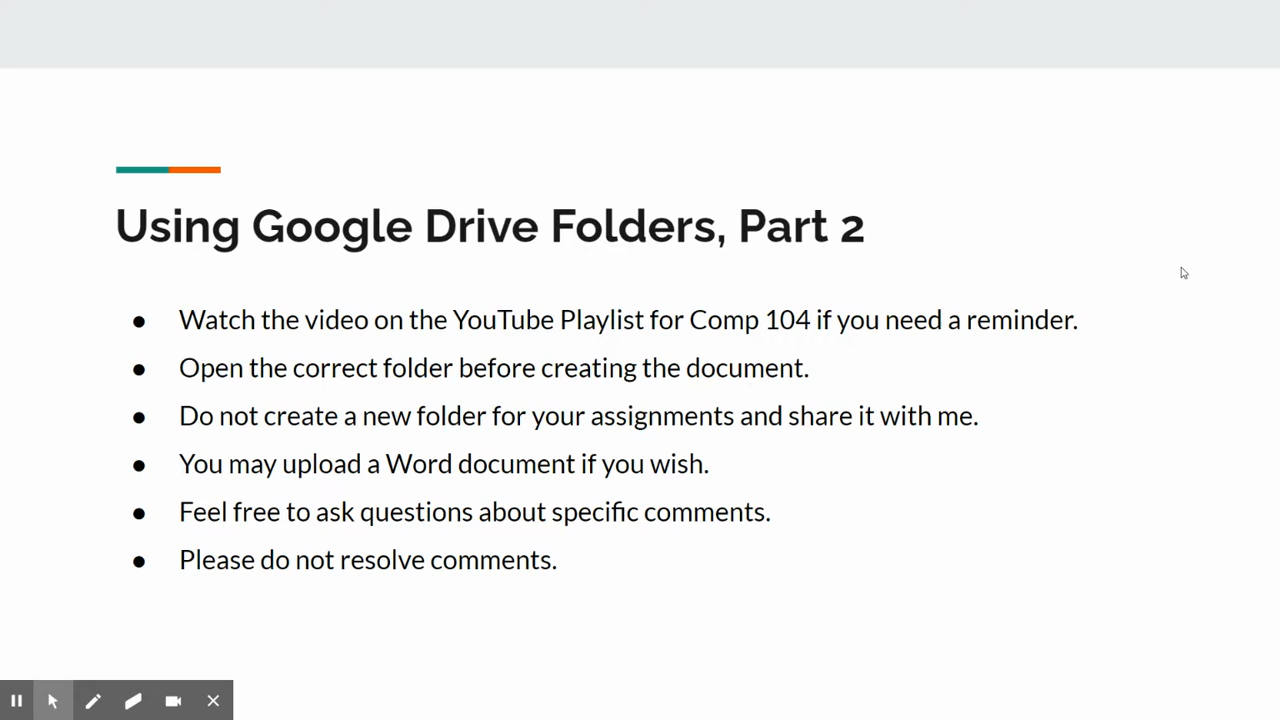 Using Google Drive Folders, Part 2
● Watch the video on the YouTube Playlist for Comp 104 if you need a reminder.
● Open the correct folder before creating the document.
● Do not create a new folder for your assignments and share it with me.
● You may upload a Word document if you wish.
● Feel free to ask questions about specific comments.
● Please do not resolve comments.